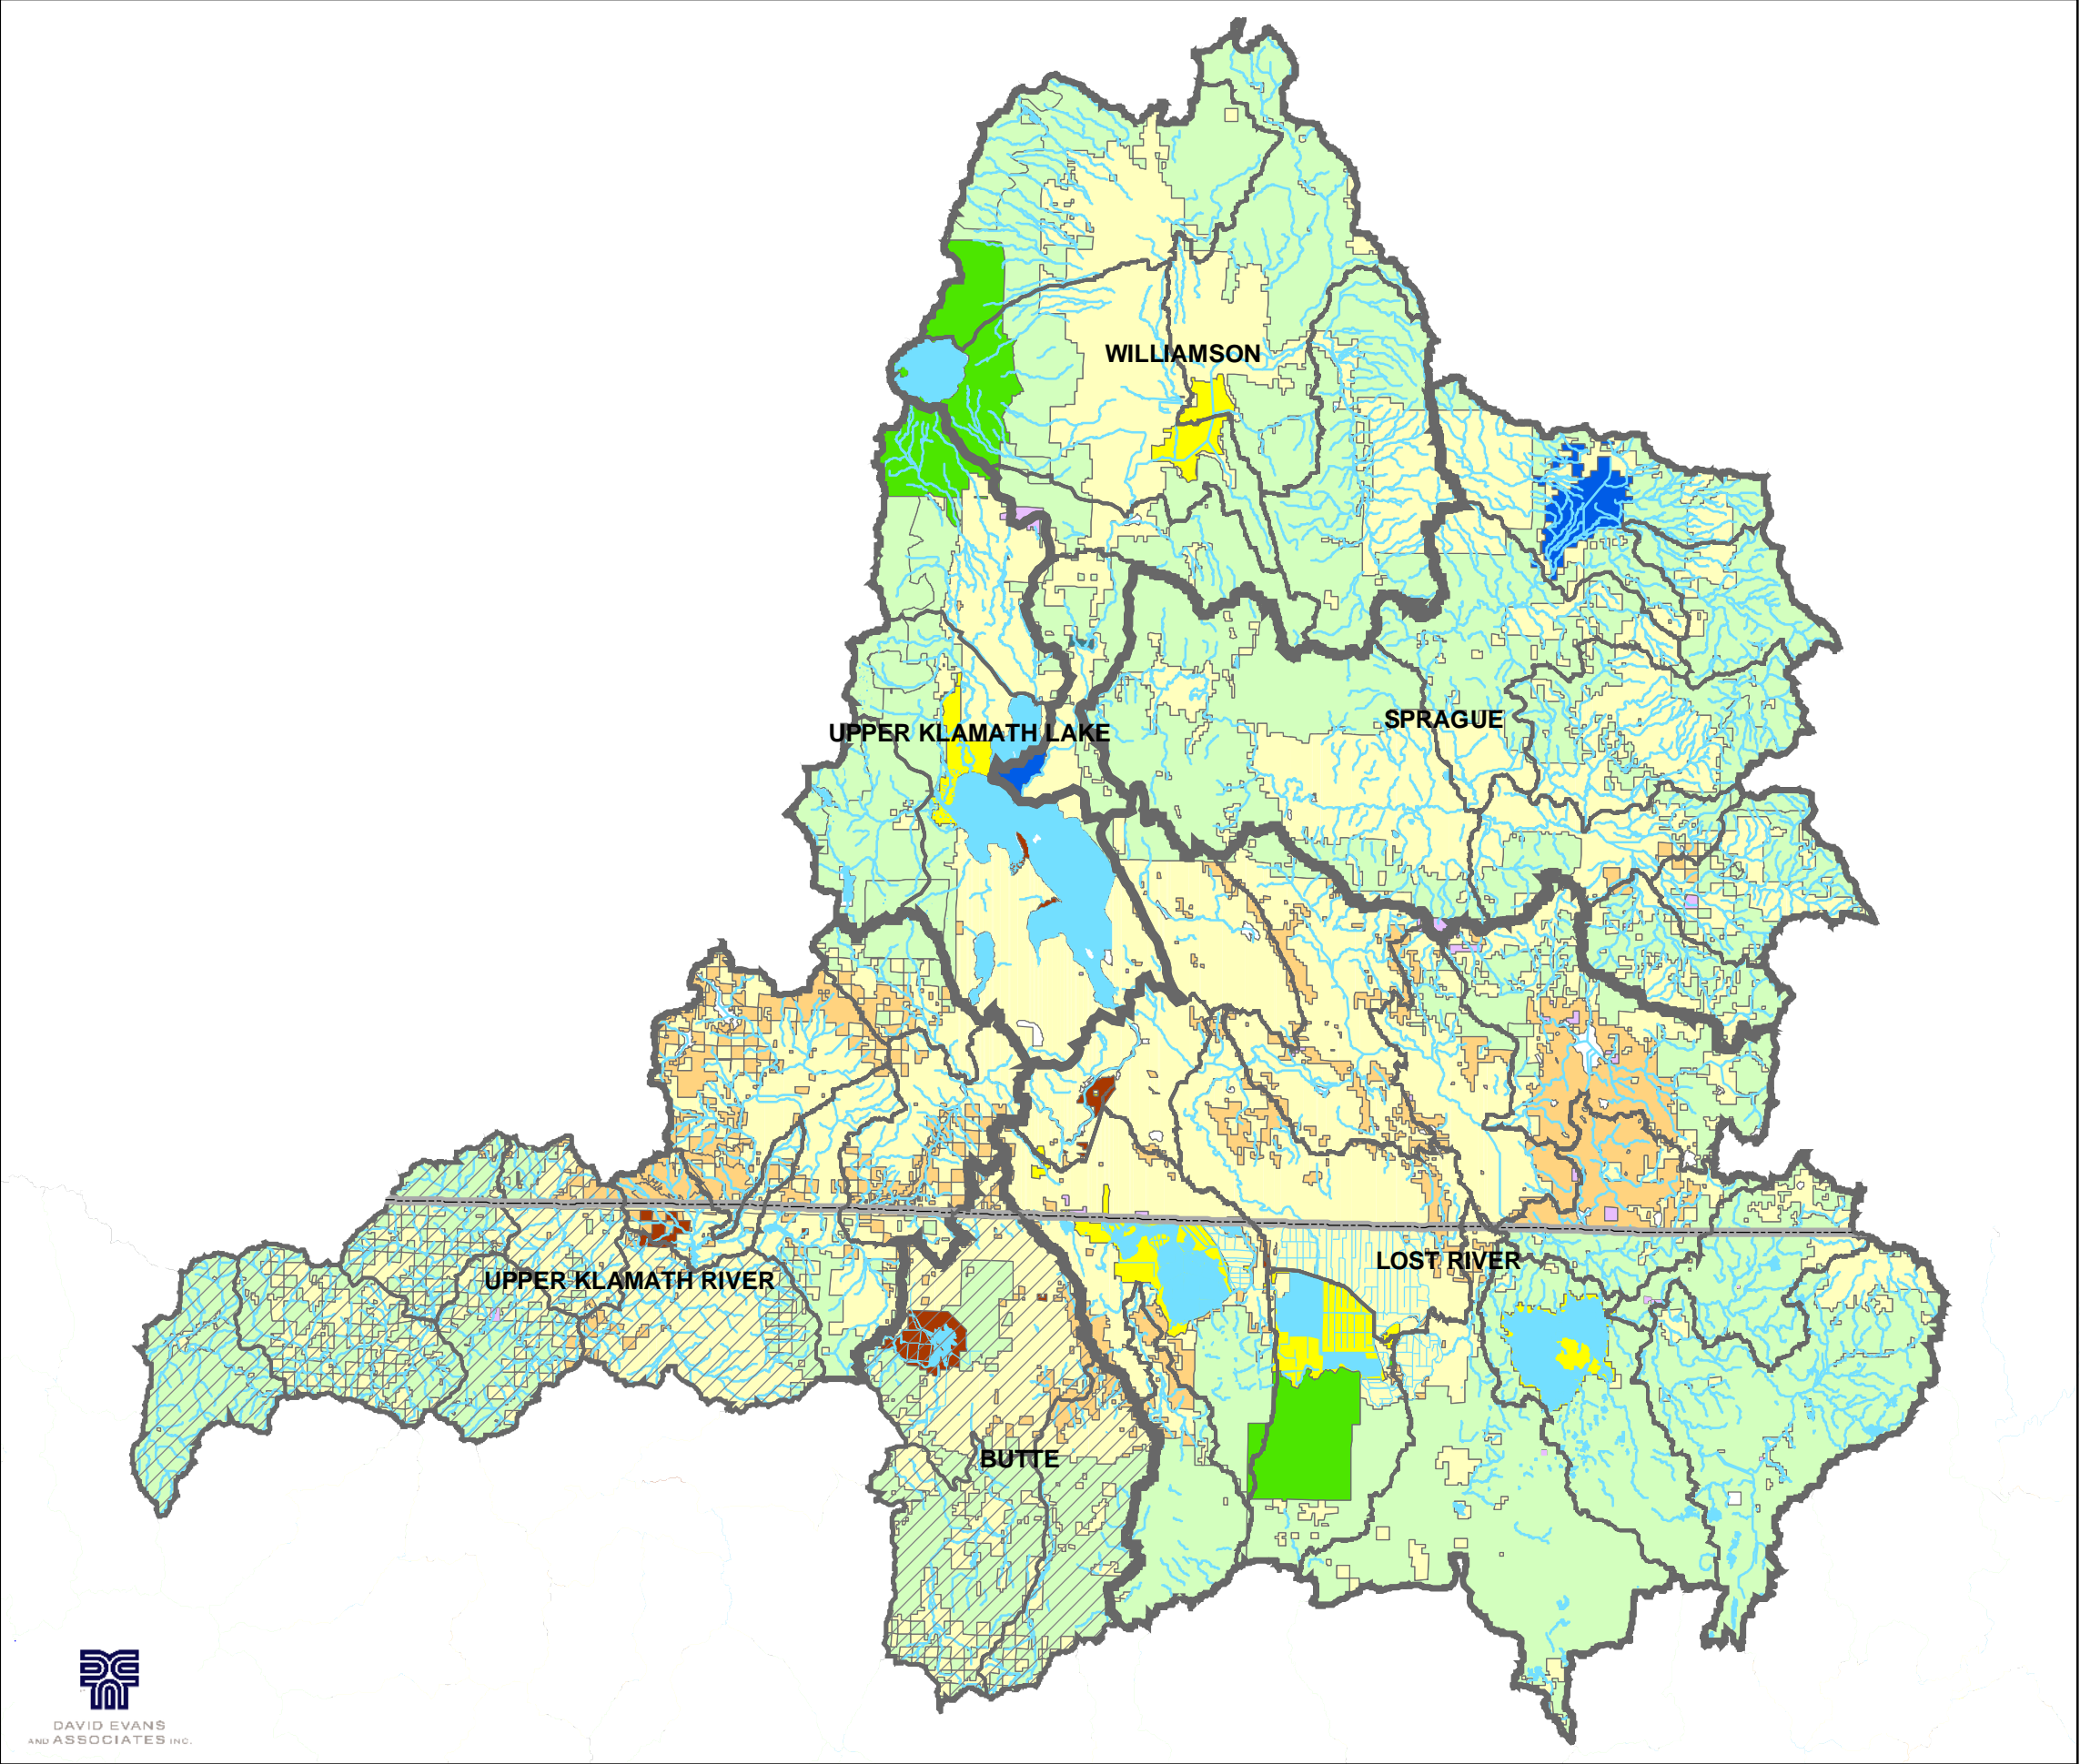 WILLIAMSON
SPRAGUE
UPPER KLAMATH LAKE
LOST RIVER
UPPER KLAMATH RIVER
BUTTE
DAVID EVANS
AND ASSOCIATES INC.